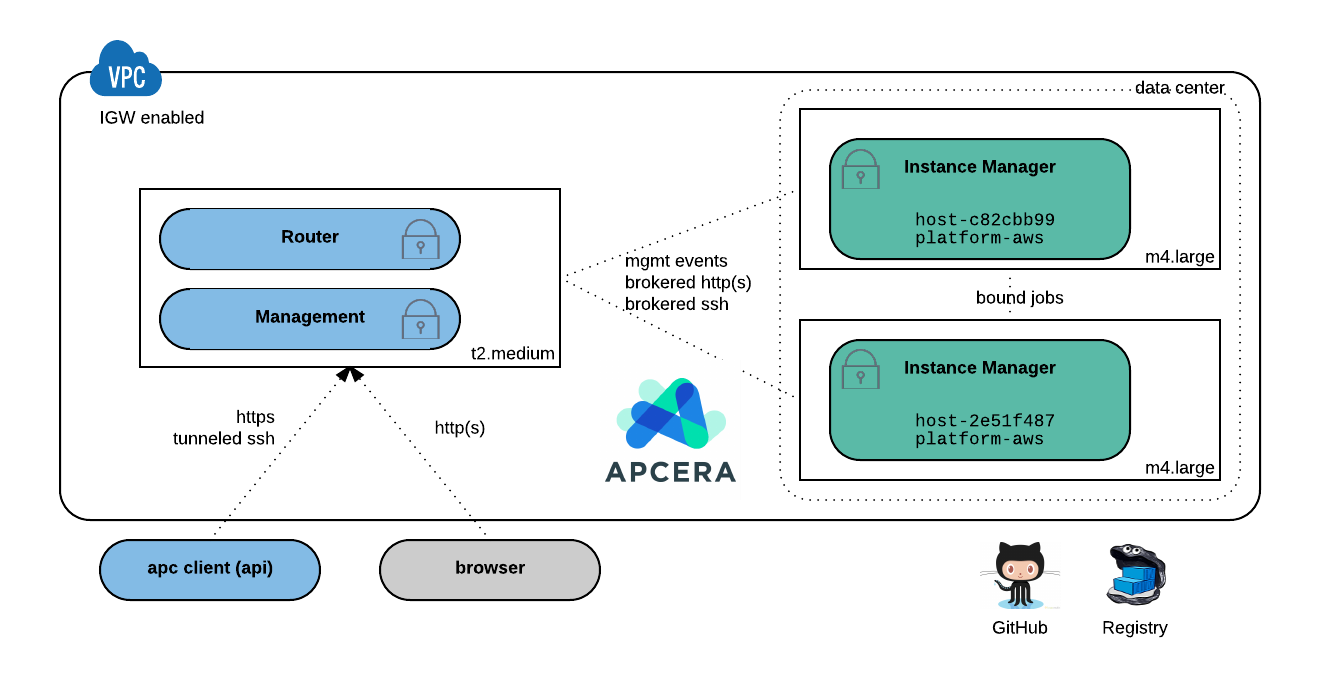 VPC
IGW enabled
data center
Router
Management
t2.medium
mgmt events
brokered http(s)
brokered ssh
Instance Manager
host-c82cbb99
platform-aws
m4.large
bound jobs
Instance Manager
host-2e51f487
platform-aws
m4.large
https
tunneled ssh
http(s)
APCERA
apc client (api)
browser
GitHub
Registry